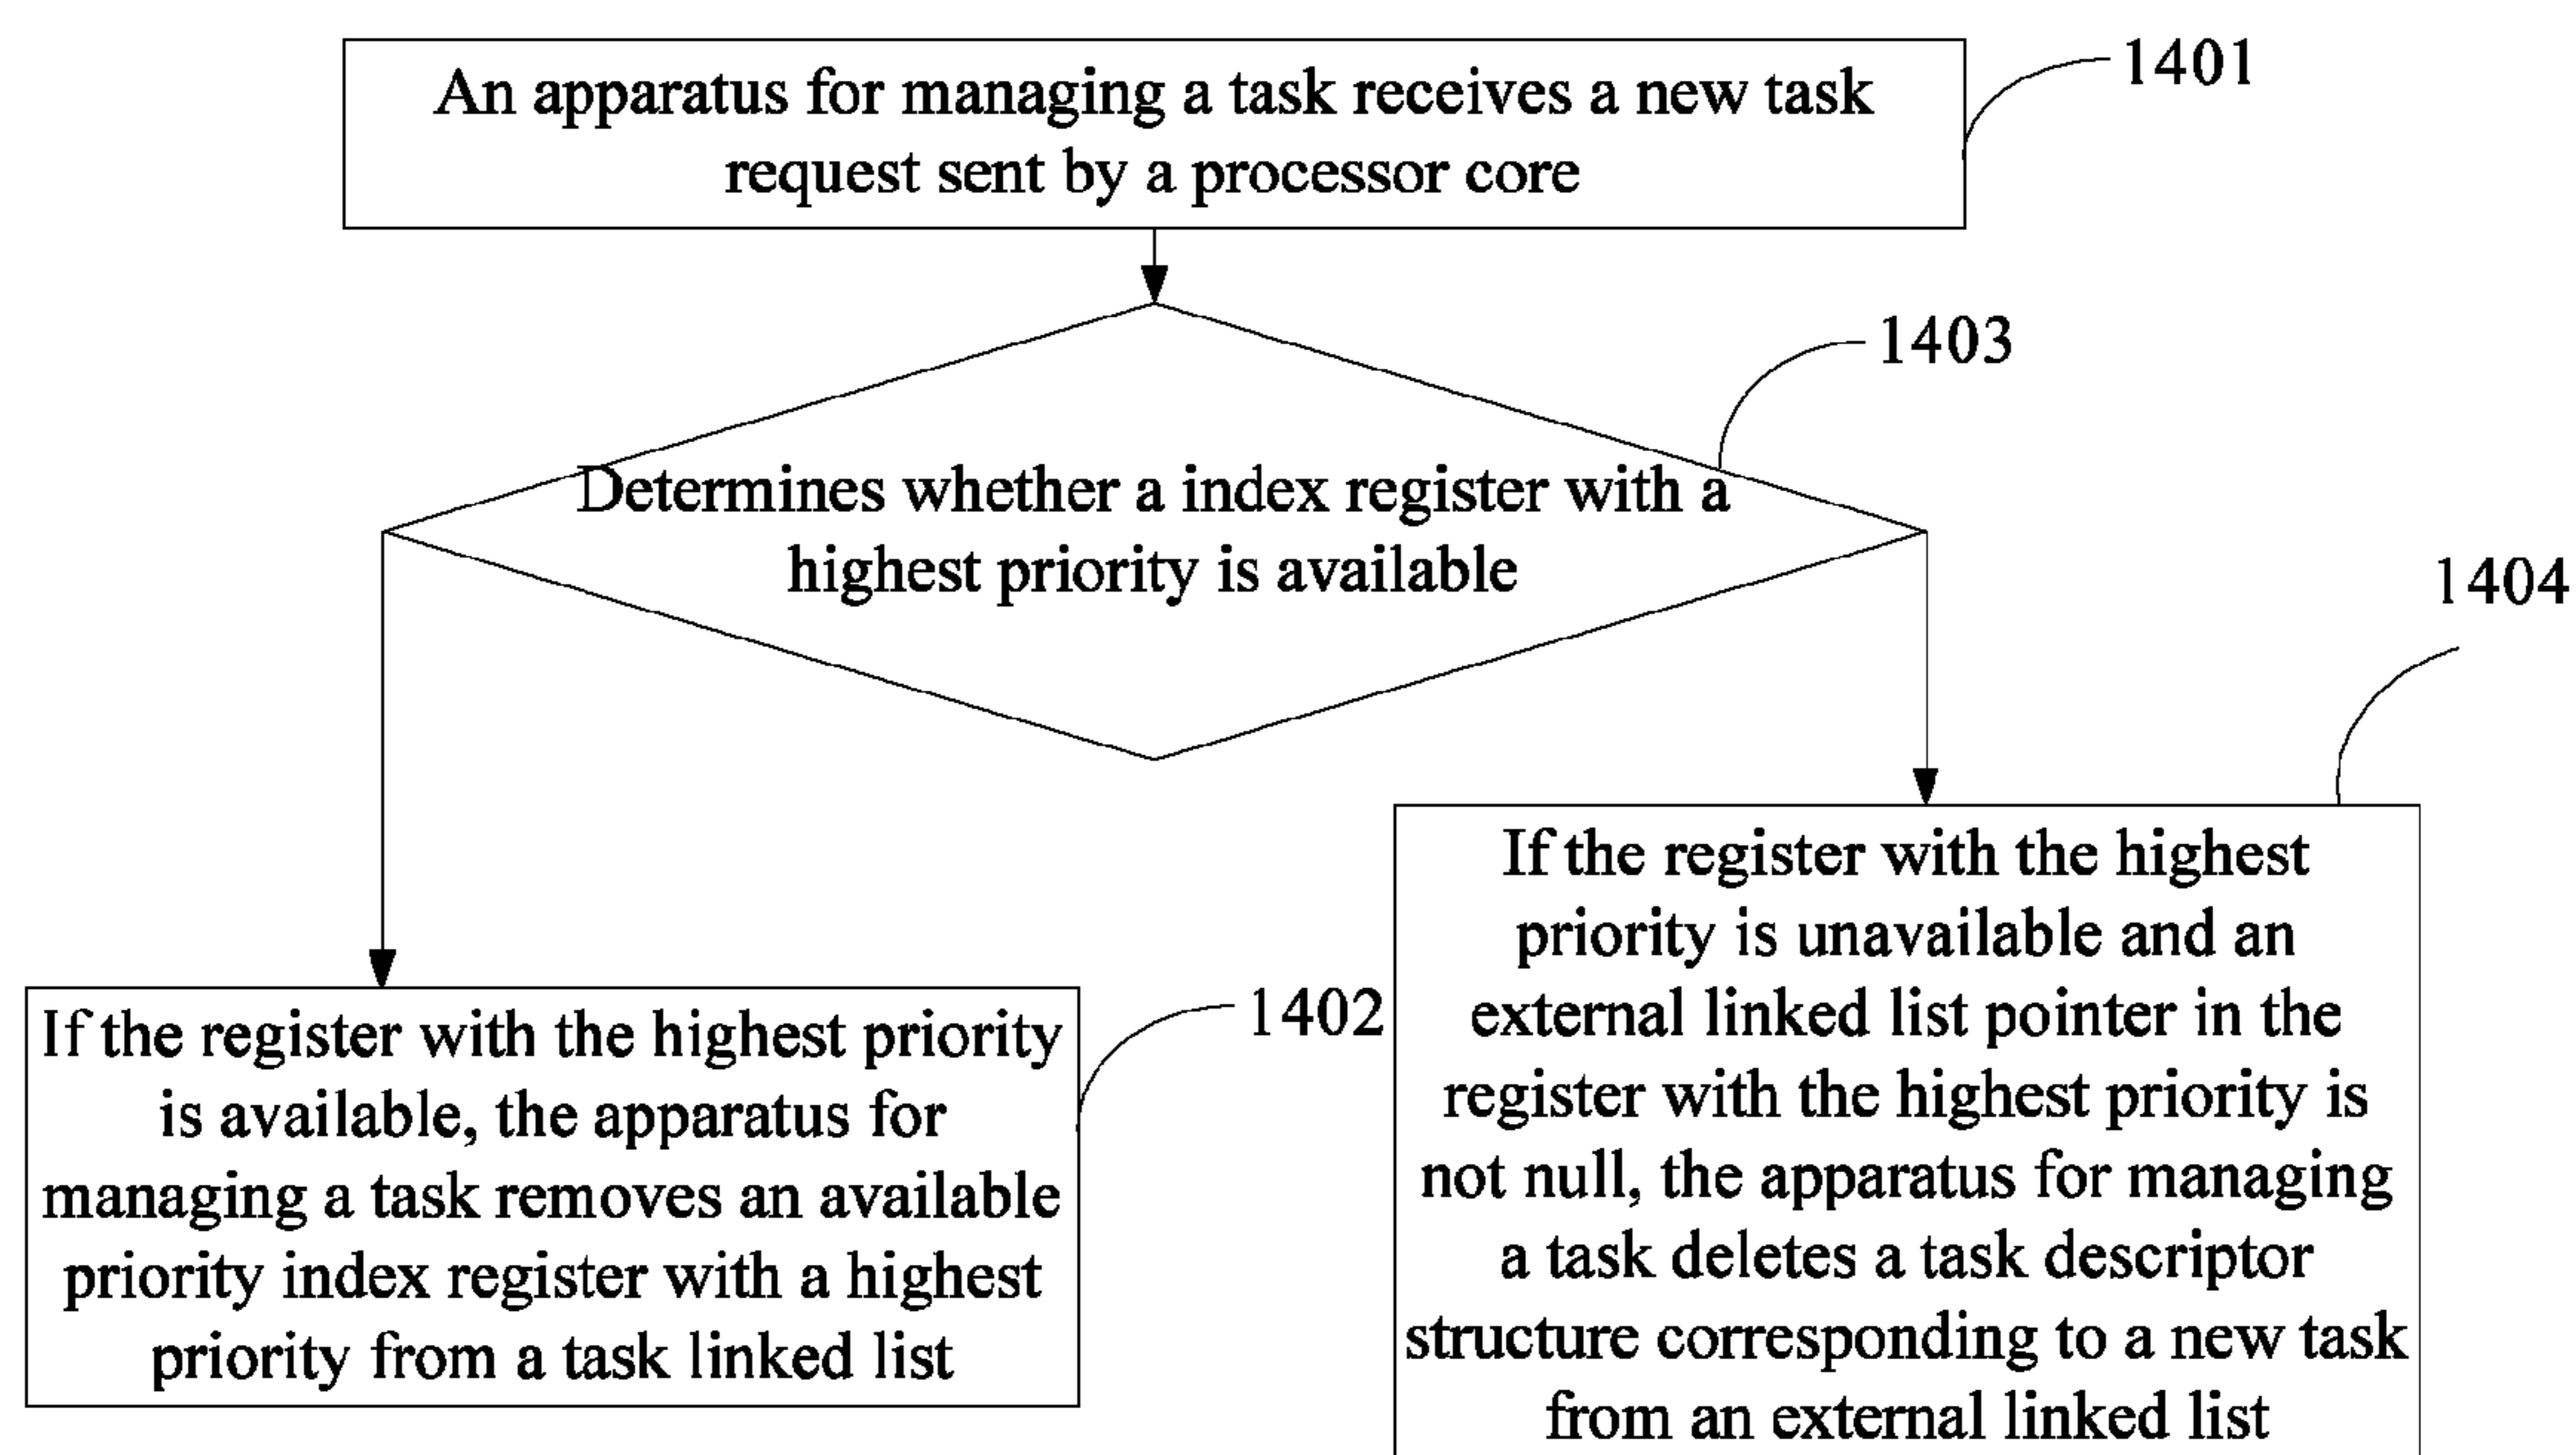 An apparatus for managing a task receives a new task
request sent by a processor core
1401
Determines whether a index register with a
highest priority is available
1403
If the register with the highest priority
is available, the apparatus for
managing a task removes an available
priority index register with a highest
priority from a task linked list
1402
If the register with the highest
priority is unavailable and an
external linked list pointer in the
register with the highest priority is
not null, the apparatus for managing
a task deletes a task descriptor
structure corresponding to a new task
from an external linked list
1404